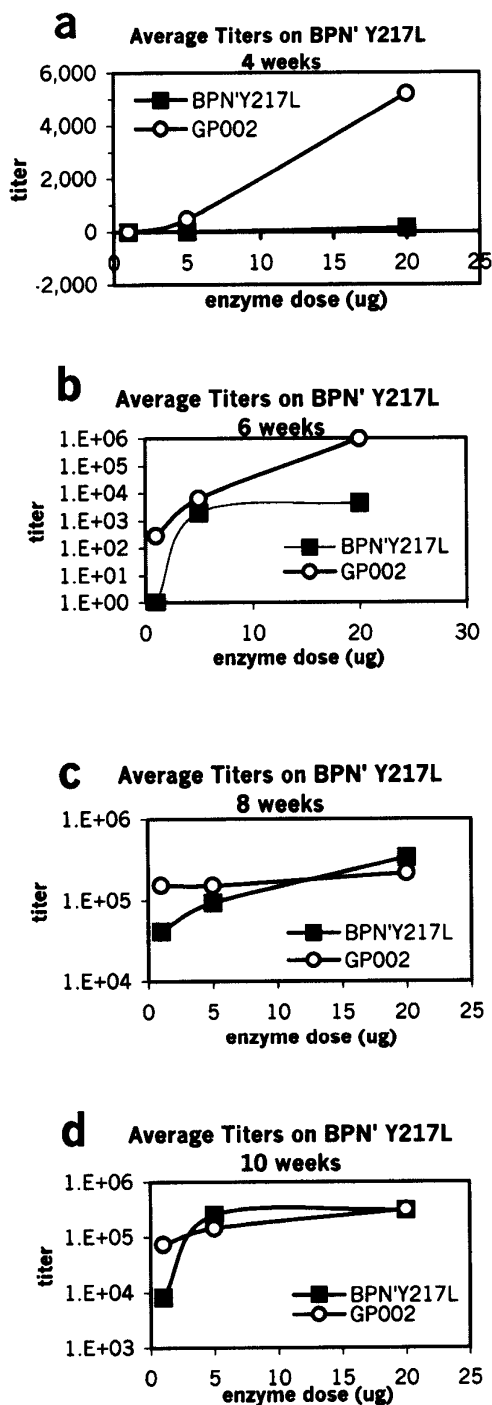 a
Average Titers on BPN' Y217L
4 weeks
6,000
4,000
2,000
0
-2,000
titer
BPN'Y217L
GP002
0 5 10 15 20 25
enzyme dose (ug)
b
Average Titers on BPN' Y217L
6 weeks
1.E+06
1.E+05
1.E+04
1.E+03
1.E+02
1.E+01
1.E+00
titer
BPN'Y217L
GP002
0 10 20 30
enzyme dose (ug)
c
Average Titers on BPN' Y217L
8 weeks
1.E+06
1.E+05
1.E+04
titer
BPN'Y217L
GP002
0 5 10 15 20 25
enzyme dose (ug)
d
Average Titers on BPN' Y217L
10 weeks
1.E+06
1.E+05
1.E+04
1.E+03
titer
BPN'Y217L
GP002
0 5 10 15 20 25
enzyme dose (ug)